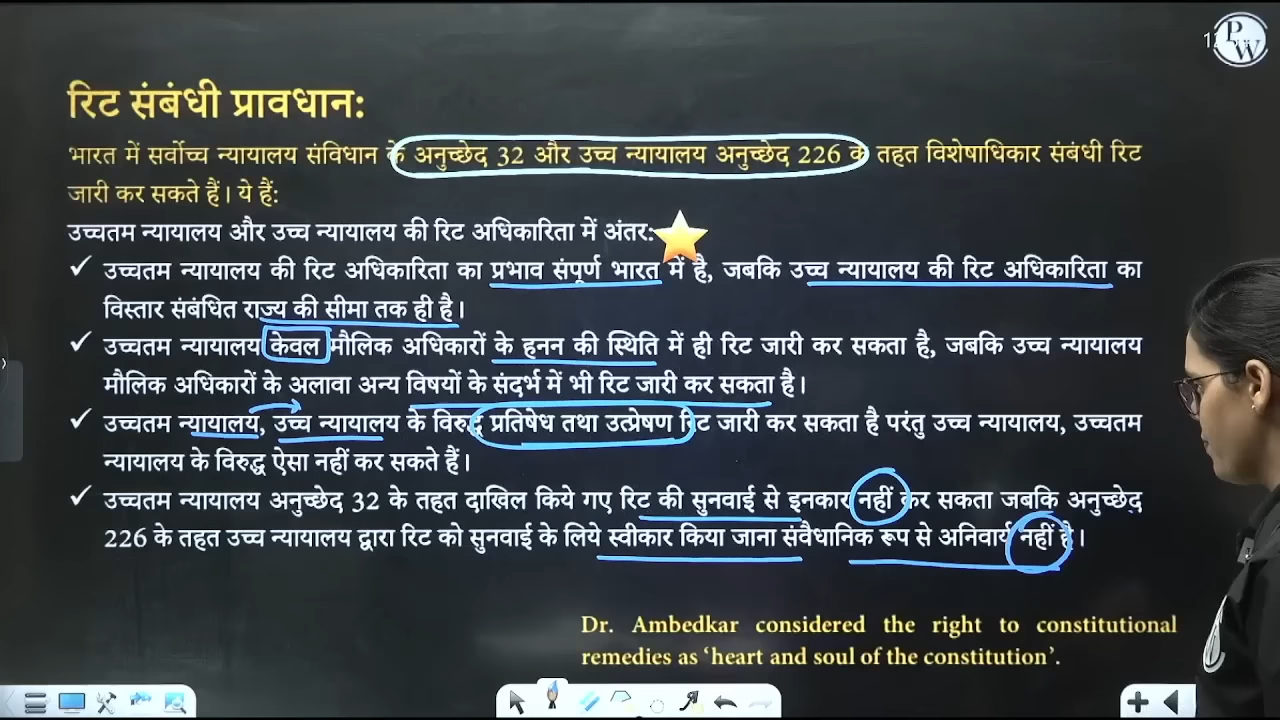 PW
रिट संबंधी प्रावधान:
भारत में सर्वोच्च न्यायालय संविधान के अनुच्छेद 32 और उच्च न्यायालय अनुच्छेद 226 के तहत विशेषाधिकार संबंधी रिट
जारी कर सकते हैं। ये हैं:
उच्चतम न्यायालय और उच्च न्यायालय की रिट अधिकारिता में अंतर:
✓ उच्चतम न्यायालय की रिट अधिकारिता का प्रभाव संपूर्ण भारत में है, जबकि उच्च न्यायालय की रिट अधिकारिता का
विस्तार संबंधित राज्य की सीमा तक ही है।
✓ उच्चतम न्यायालय केवल मौलिक अधिकारों के हनन की स्थिति में ही रिट जारी कर सकता है, जबकि उच्च न्यायालय
मौलिक अधिकारों के अलावा अन्य विषयों के संदर्भ में भी रिट जारी कर सकता है।
✓ उच्चतम न्यायालय, उच्च न्यायालय के विरुद्ध प्रतिषेध तथा उत्प्रेषण रिट जारी कर सकता है परंतु उच्च न्यायालय, उच्चतम
न्यायालय के विरुद्ध ऐसा नहीं कर सकते हैं।
✓ उच्चतम न्यायालय अनुच्छेद 32 के तहत दाखिल किये गए रिट की सुनवाई से इनकार नहीं कर सकता जबकि अनुच्छेद
226 के तहत उच्च न्यायालय द्वारा रिट को सुनवाई के लिये स्वीकार किया जाना संवैधानिक रूप से अनिवार्य नहीं है।
Dr. Ambedkar considered the right to constitutional
remedies as ‘heart and soul of the constitution’.